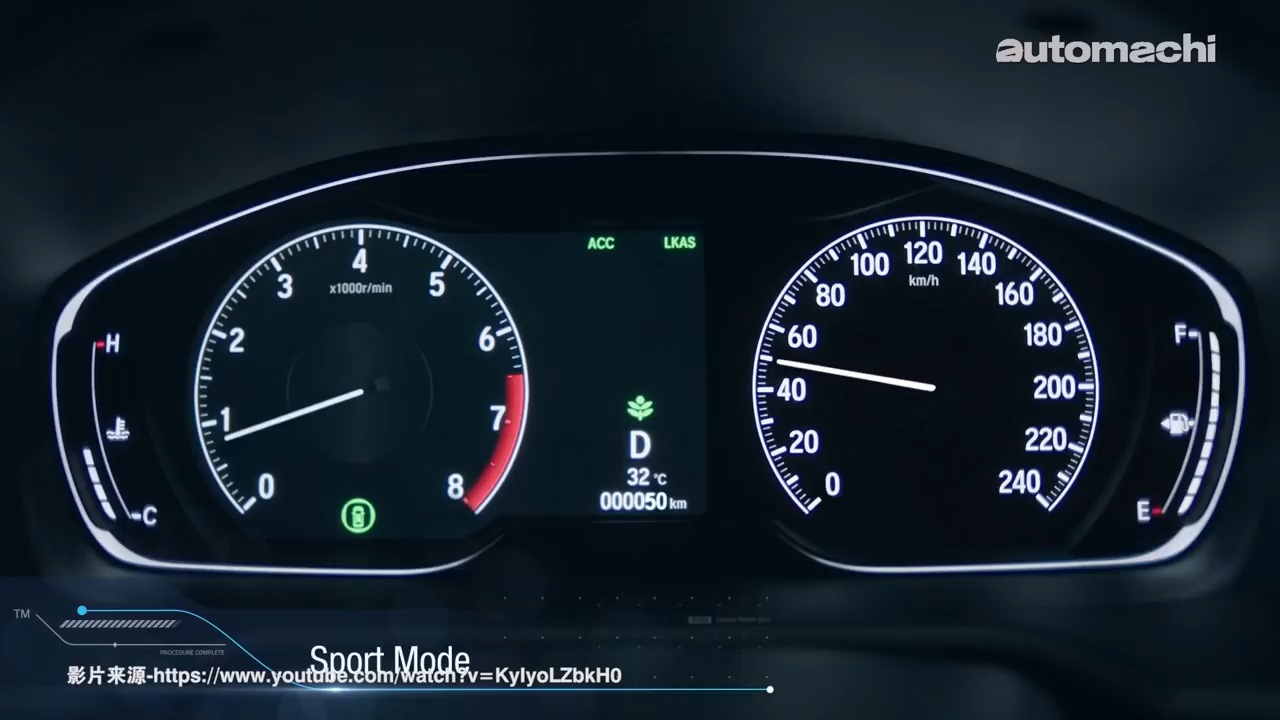 automachi
ACC LKAS
x1000r/min
0 1 2 3 4 5 6 7 8
km/h
0 20 40 60 80 100 120 140 160 180 200 220 240
H
C
F
E
D
32 °C
000050 km
TM
PROCEDURE COMPLETE
Sport Mode
影片来源-https://www.youtube.com/watch?v=KyIyoLZbkH0